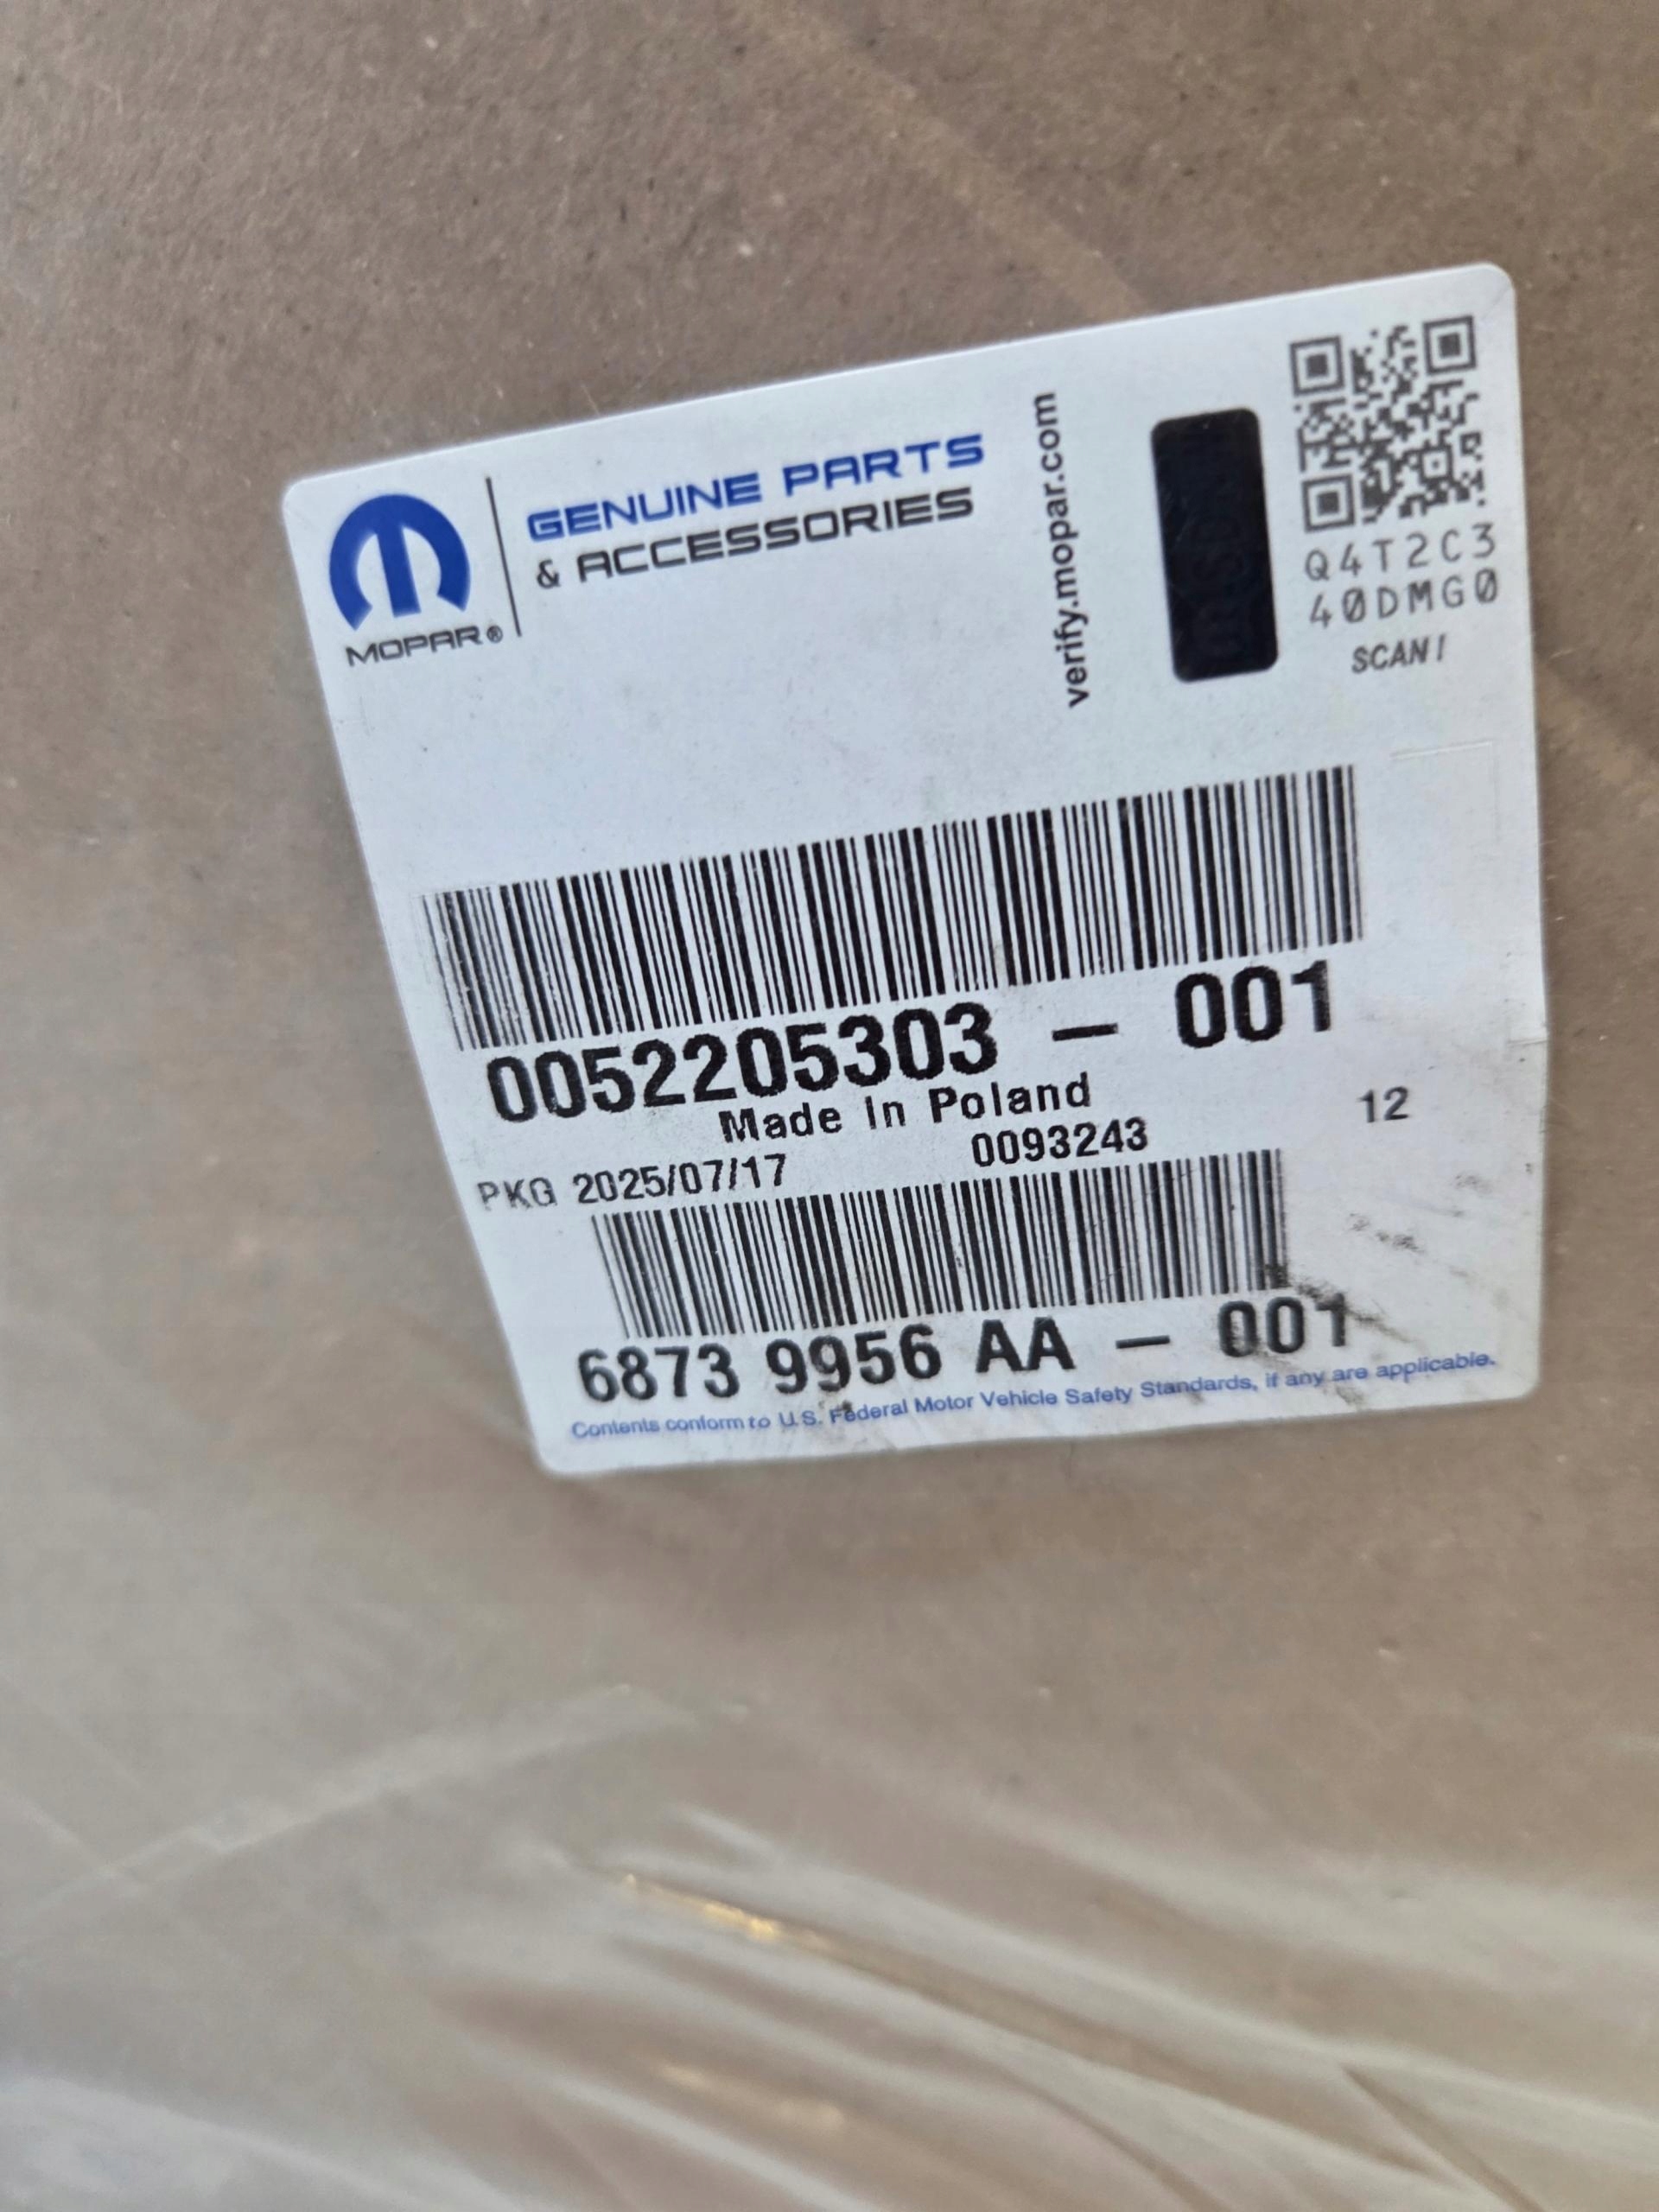 GENUINE PARTS
& ACCESSORIES
MOPAR®
verify.mopar.com
Q4T2C3
40DMG0
SCAN!
0052205303 - 001
Made In Poland
12
PKG 2025/07/17
0093243
6873 9956 AA - 001
Contents conform to U.S. Federal Motor Vehicle Safety Standards, if any are applicable.